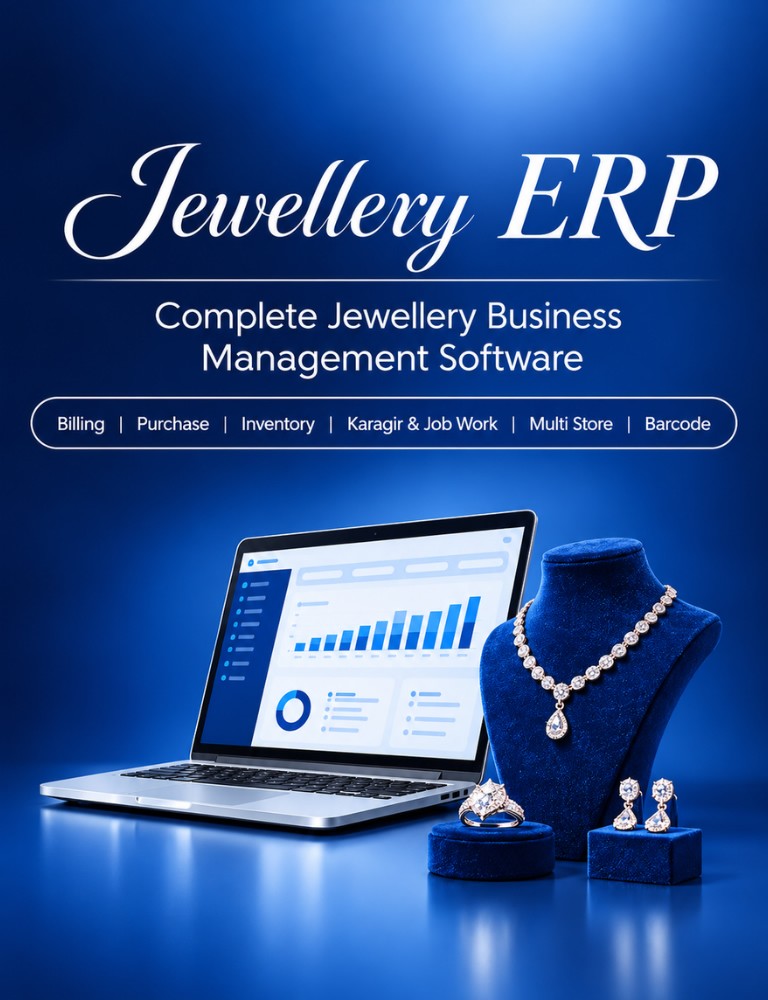 Jewellery ERP
Complete Jewellery Business
Management Software
Billing | Purchase | Inventory | Karagir & Job Work | Multi Store | Barcode